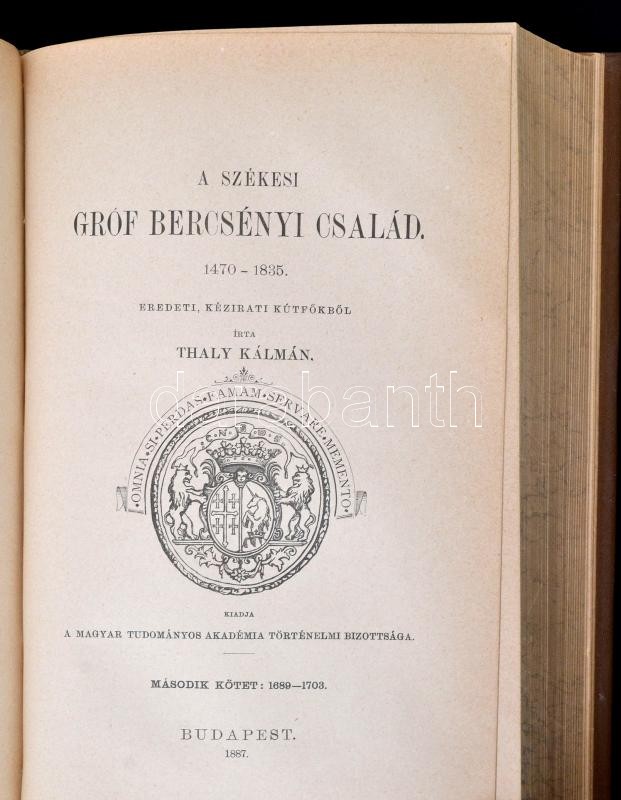 A SZÉKESI
GRÓF BERCSÉNYI CSALÁD.
1470 – 1835.
EREDETI, KÉZIRATI KÚTFŐKBŐL
ÍRTA
THALY KÁLMÁN.
OMNIA • SI • PERDAS • FAMAM • SERVARE • MEMENTO
KIADJA
A MAGYAR TUDOMÁNYOS AKADÉMIA TÖRTÉNELMI BIZOTTSÁGA.
MÁSODIK KÖTET: 1689—1703.
BUDAPEST.
1887.